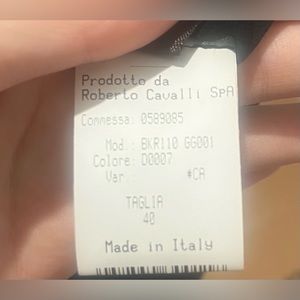 Prodotto da
Roberto Cavalli SpA
Commessa: 0589085
Mod.: BKR110 GG001
Colore: D0007
Var.: *CA
TAGLIA
40
Made in Italy